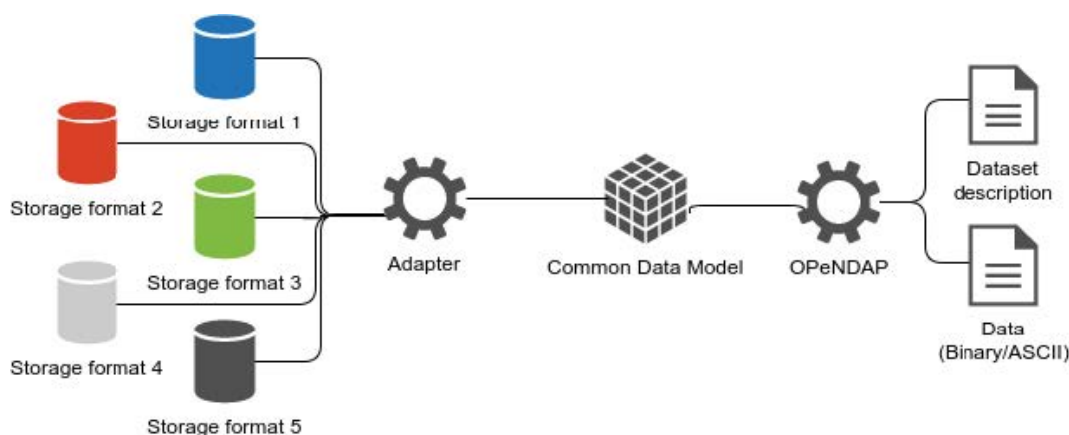 Storage format 1
Storage format 2
Storage format 3
Storage format 4
Storage format 5
Adapter
Common Data Model
OPeNDAP
Dataset
description
Data
(Binary/ASCII)